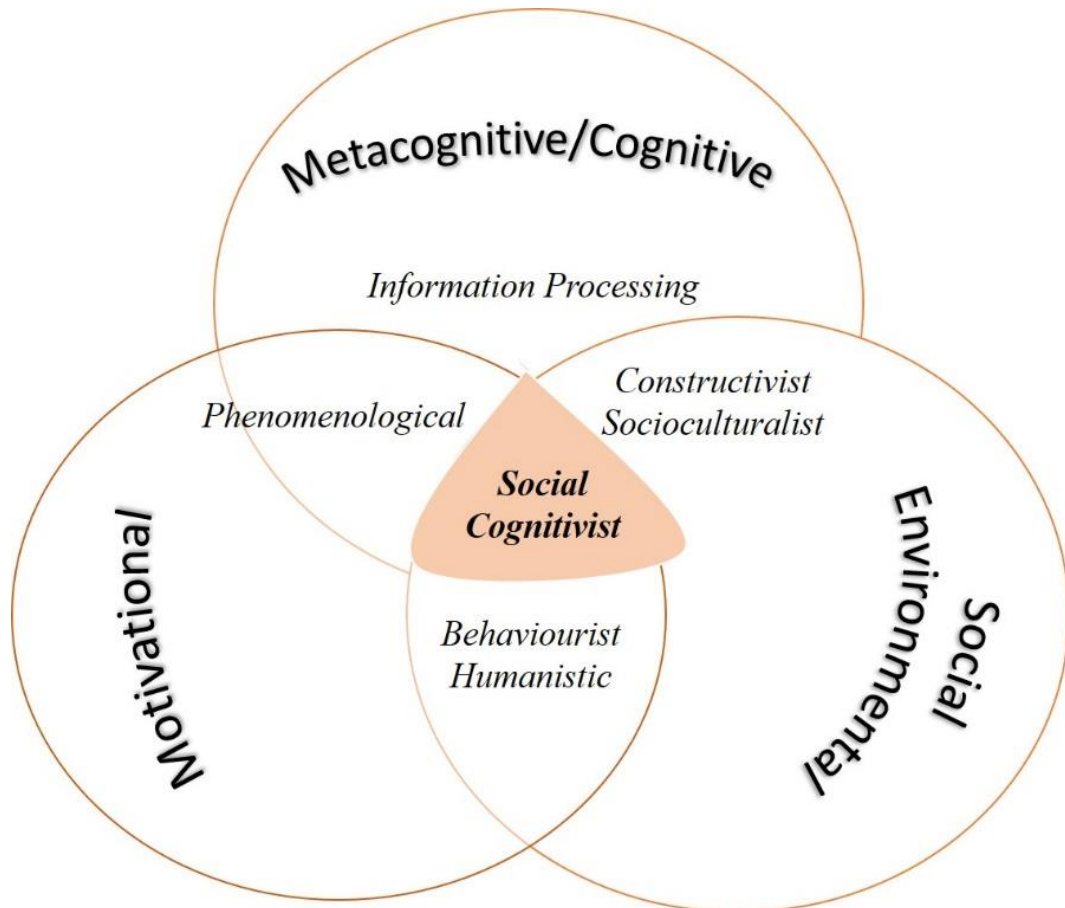 Metacognitive/Cognitive
Information Processing
Phenomenological
Constructivist
Socioculturalist
Social
Cognitivist
Motivational
Social
Environmental
Behaviourist
Humanistic